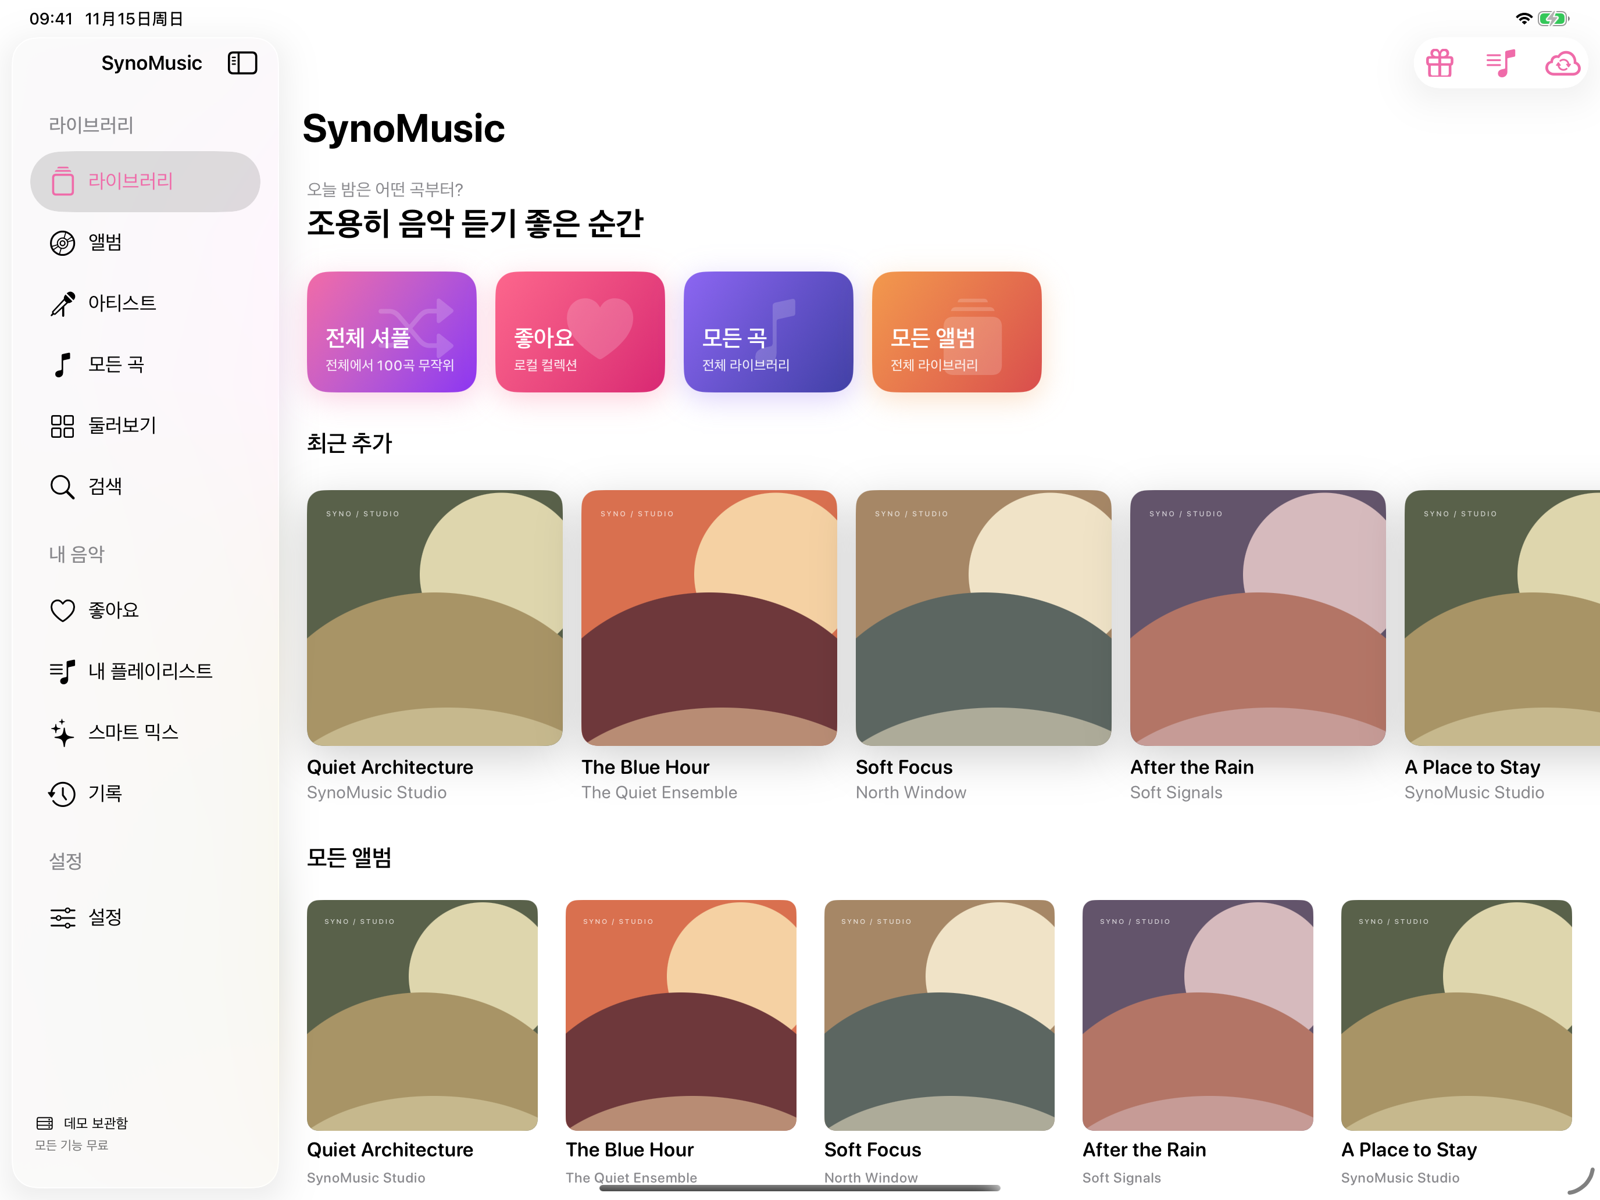 09:41 11月15日周日
SynoMusic
라이브러리
라이브러리
앨범
아티스트
모든 곡
둘러보기
검색
내 음악
좋아요
내 플레이리스트
스마트 믹스
기록
설정
설정
데모 보관함
모든 기능 무료
SynoMusic
오늘 밤은 어떤 곡부터?
조용히 음악 듣기 좋은 순간
전체 셔플
전체에서 100곡 무작위
좋아요
로컬 컬렉션
모든 곡
전체 라이브러리
모든 앨범
전체 라이브러리
최근 추가
SYNO / STUDIO
SYNO / STUDIO
SYNO / STUDIO
SYNO / STUDIO
SYNO / STUDIO
Quiet Architecture
SynoMusic Studio
The Blue Hour
The Quiet Ensemble
Soft Focus
North Window
After the Rain
Soft Signals
A Place to Stay
SynoMusic Studio
모든 앨범
SYNO / STUDIO
SYNO / STUDIO
SYNO / STUDIO
SYNO / STUDIO
SYNO / STUDIO
Quiet Architecture
SynoMusic Studio
The Blue Hour
The Quiet Ensemble
Soft Focus
North Window
After the Rain
Soft Signals
A Place to Stay
SynoMusic Studio